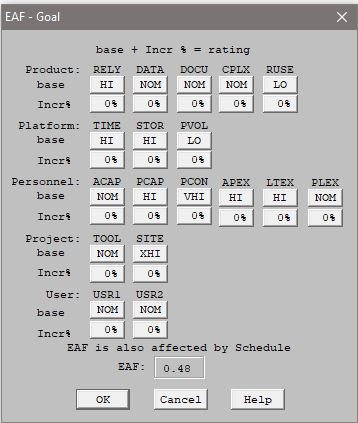 EAF - Goal
base + Incr % = rating
Product: RELY DATA DOCU CPLX RUSE
base HI NOM NOM NOM LO
Incr% 0% 0% 0% 0% 0%
Platform: TIME STOR PVOL
base HI HI LO
Incr% 0% 0% 0%
Personnel: ACAP PCAP PCON APEX LTEX PLEX
base NOM HI VHI HI HI NOM
Incr% 0% 0% 0% 0% 0% 0%
Project: TOOL SITE
base NOM XHI
Incr% 0% 0%
User: USR1 USR2
base NOM NOM
Incr% 0% 0%
EAF is also affected by Schedule
EAF: 0.48
OK Cancel Help